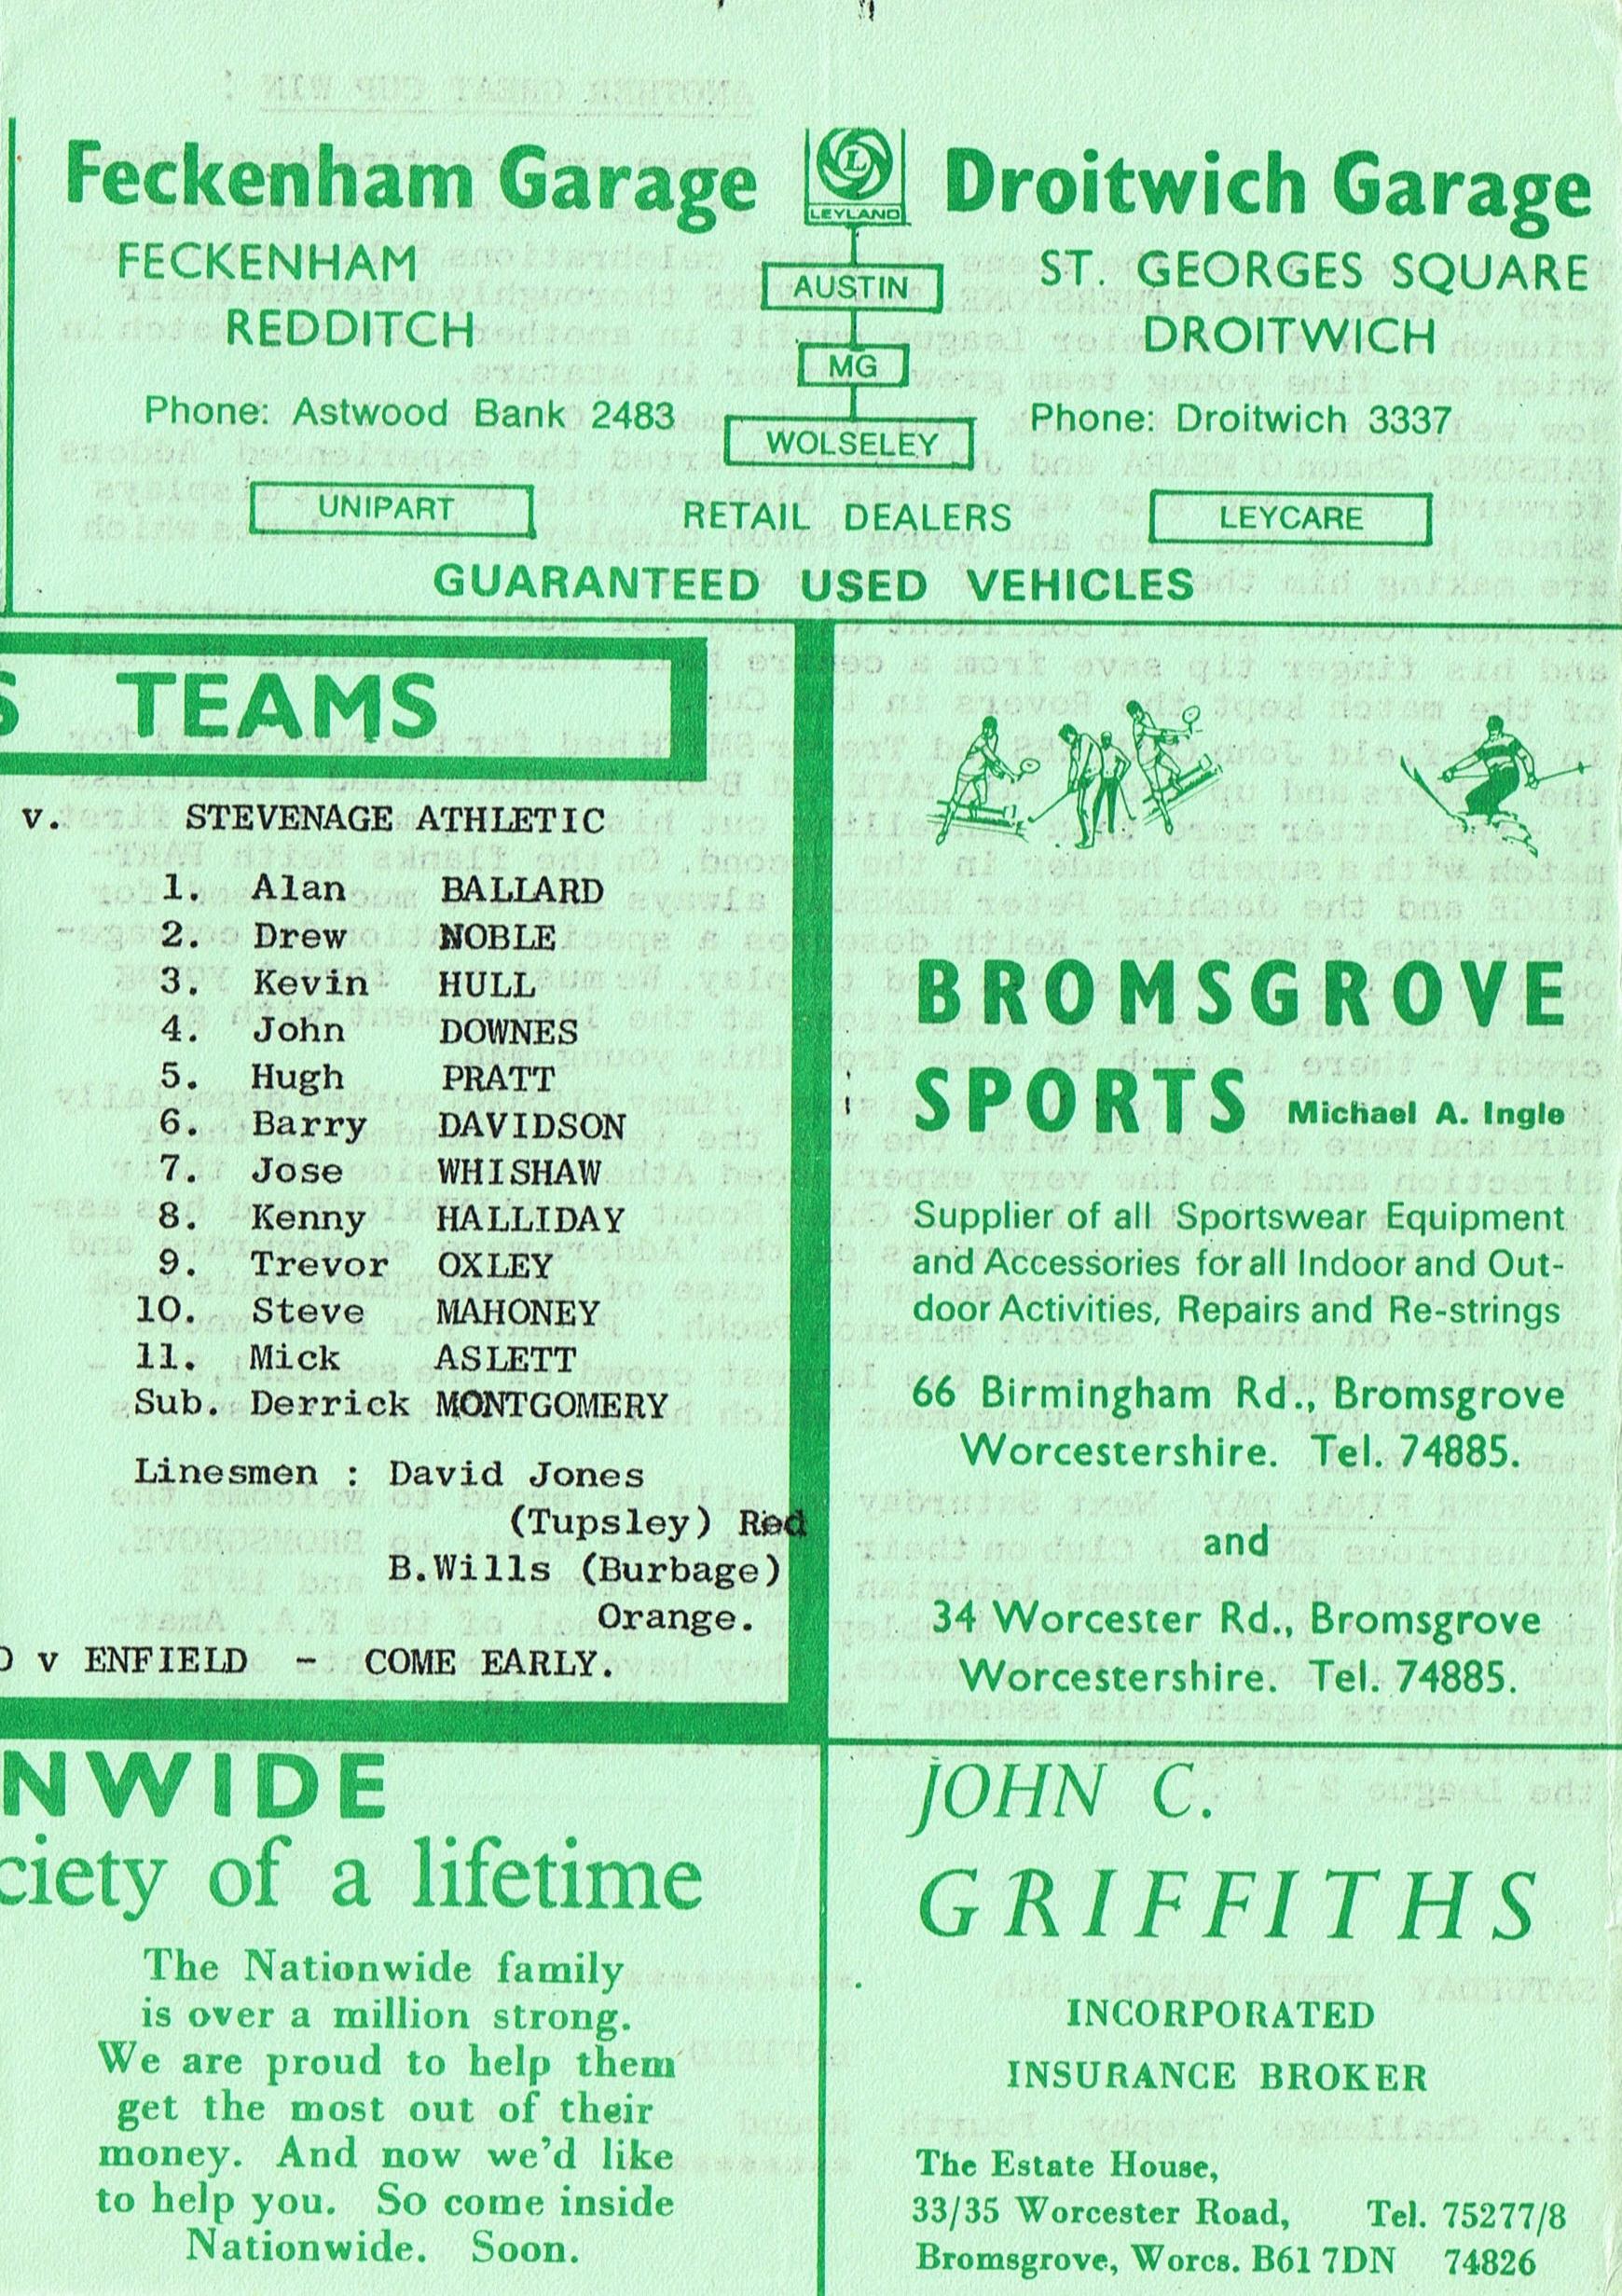 Feckenham Garage
FECKENHAM
REDDITCH
Phone: Astwood Bank 2483
LEYLAND
AUSTIN
MG
WOLSELEY
Droitwich Garage
ST. GEORGES SQUARE
DROITWICH
Phone: Droitwich 3337
UNIPART
RETAIL DEALERS
LEYCARE
GUARANTEED USED VEHICLES
S TEAMS
v. STEVENAGE ATHLETIC
1. Alan BALLARD
2. Drew NOBLE
3. Kevin HULL
4. John DOWNES
5. Hugh PRATT
6. Barry DAVIDSON
7. Jose WHISHAW
8. Kenny HALLIDAY
9. Trevor OXLEY
10. Steve MAHONEY
11. Mick ASLETT
Sub. Derrick MONTGOMERY
Linesmen : David Jones
(Tupsley) Red
B.Wills (Burbage)
Orange.
v ENFIELD - COME EARLY.
BROMSGROVE
SPORTS Michael A. Ingle
Supplier of all Sportswear Equipment
and Accessories for all Indoor and Out-
door Activities, Repairs and Re-strings
66 Birmingham Rd., Bromsgrove
Worcestershire. Tel. 74885.
and
34 Worcester Rd., Bromsgrove
Worcestershire. Tel. 74885.
NWIDE
ciety of a lifetime
The Nationwide family
is over a million strong.
We are proud to help them
get the most out of their
money. And now we'd like
to help you. So come inside
Nationwide. Soon.
JOHN C.
GRIFFITHS
INCORPORATED
INSURANCE BROKER
The Estate House,
33/35 Worcester Road, Tel. 75277/8
Bromsgrove, Worcs. B61 7DN 74826